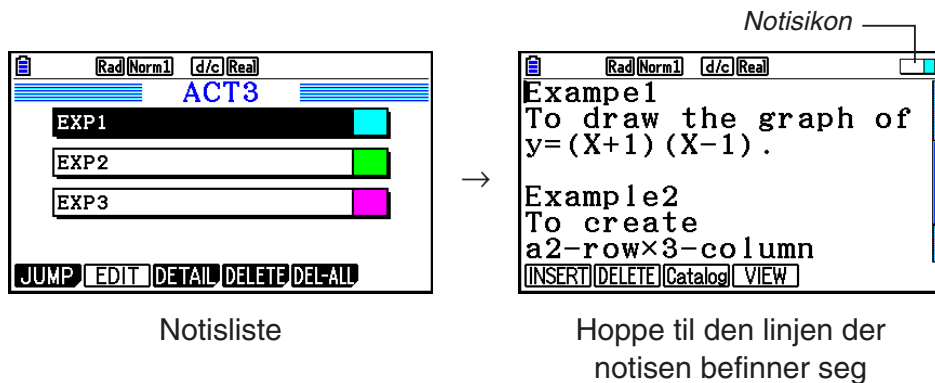 Notisikon
Rad Norm1 d/c Real
ACT3
EXP1
EXP2
EXP3
JUMP EDIT DETAIL DELETE DEL-ALL
Notisliste
→
Rad Norm1 d/c Real
Exampe1
To draw the graph of
y=(X+1)(X-1).
Example2
To create
a2-row×3-column
INSERT DELETE Catalog VIEW
Hoppe til den linjen der
notisen befinner seg